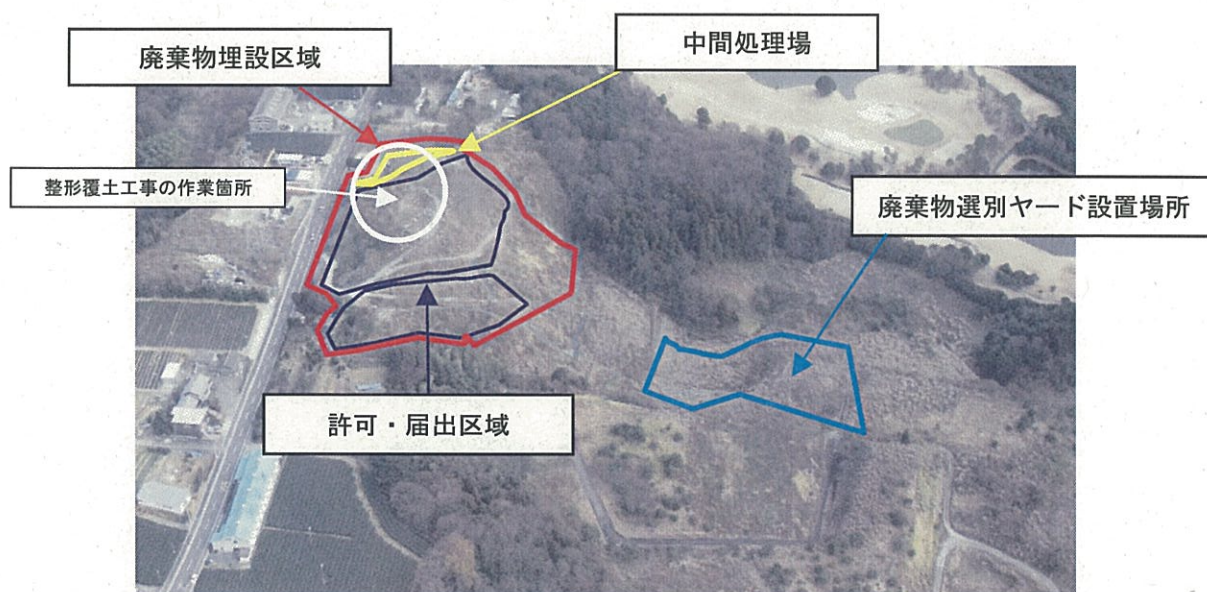 廃棄物埋設区域
中間処理場
整形覆土工事の作業箇所
廃棄物選別ヤード設置場所
許可・届出区域